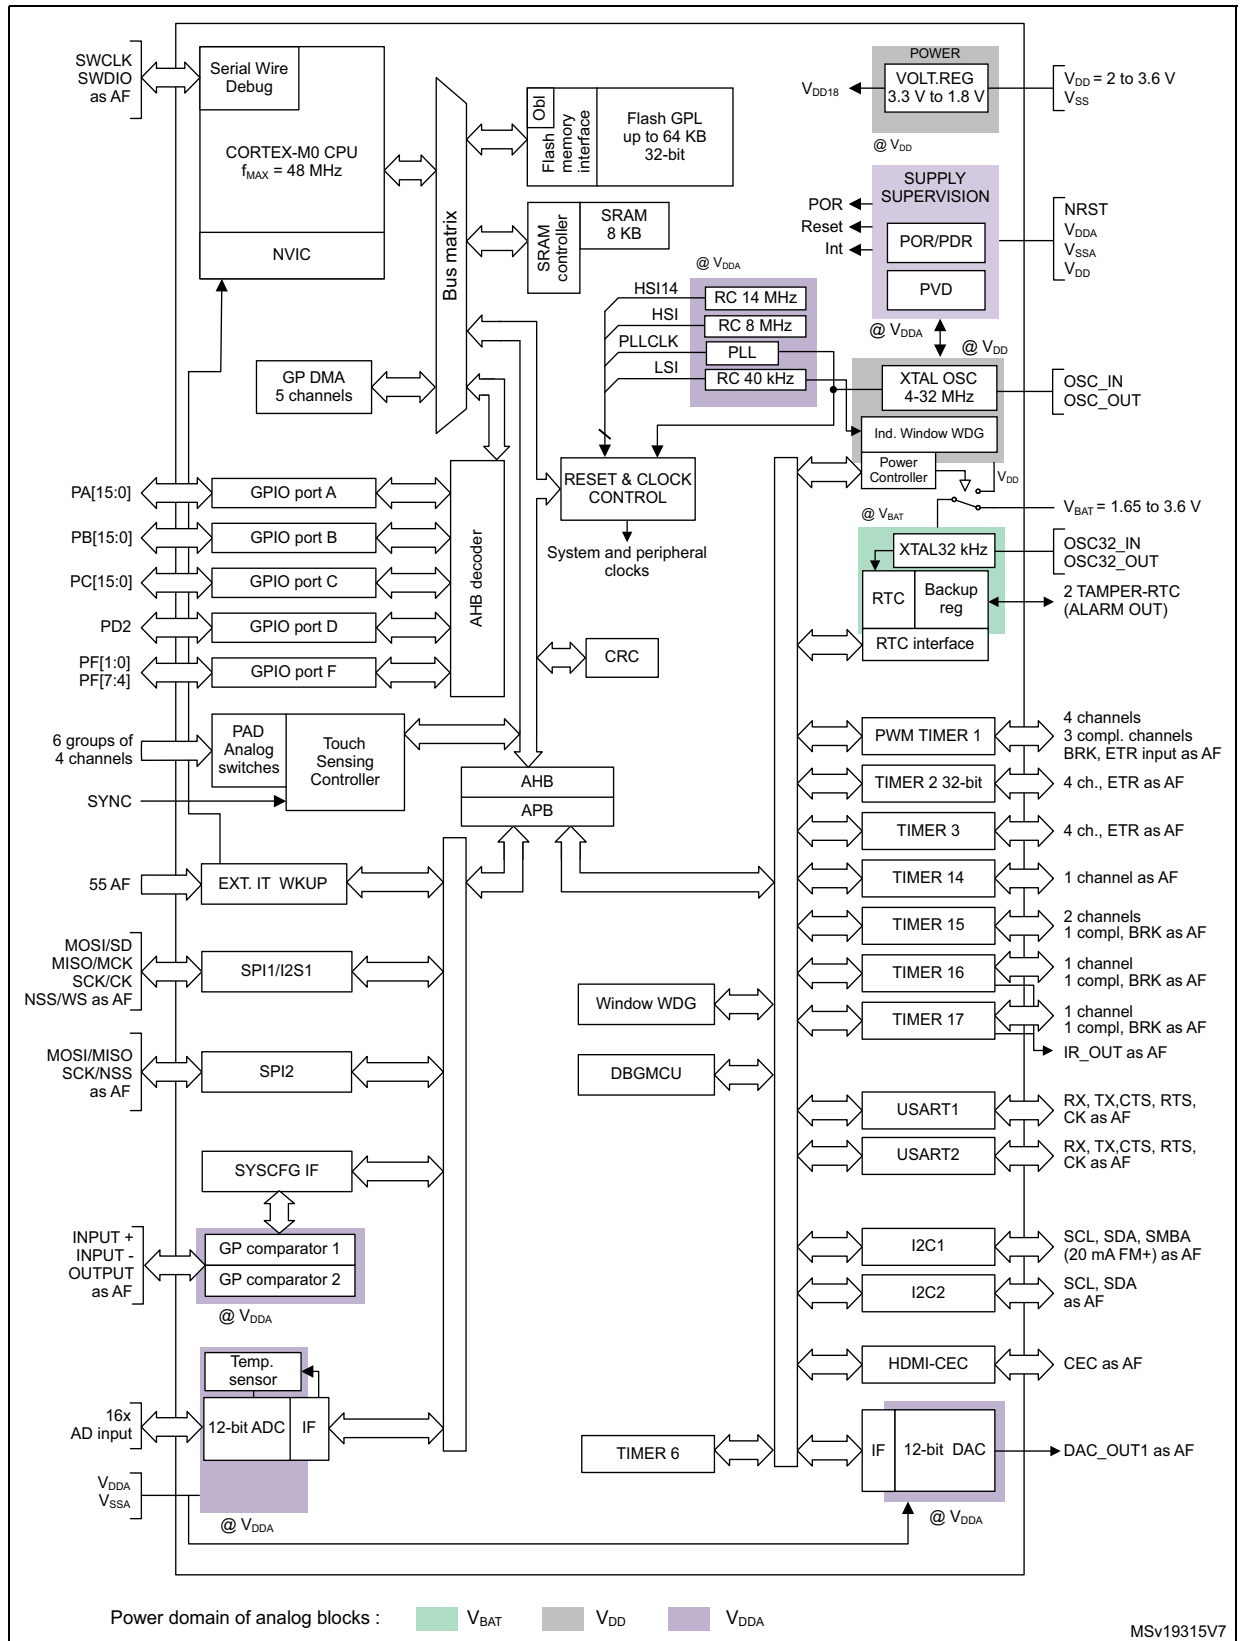 SWCLK
SWDIO
as AF
Serial Wire
Debug
CORTEX-M0 CPU
fMAX = 48 MHz
NVIC
Bus matrix
Obl
Flash
memory
interface
Flash GPL
up to 64 KB
32-bit
SRAM
controller
SRAM
8 KB
POWER
VOLT.REG
3.3 V to 1.8 V
VDD18
VDD = 2 to 3.6 V
VSS
@ VDD
SUPPLY
SUPERVISION
POR/PDR
PVD
POR
Reset
Int
NRST
VDDA
VSSA
VDD
@ VDDA
@ VDD
@ VDDA
HSI14
HSI
PLLCLK
LSI
RC 14 MHz
RC 8 MHz
PLL
RC 40 kHz
XTAL OSC
4-32 MHz
OSC_IN
OSC_OUT
Ind. Window WDG
Power
Controller
VDD
VBAT = 1.65 to 3.6 V
@ VBAT
XTAL32 kHz
OSC32_IN
OSC32_OUT
RTC
Backup
reg
2 TAMPER-RTC
(ALARM OUT)
RTC interface
GP DMA
5 channels
RESET & CLOCK
CONTROL
System and peripheral
clocks
PA[15:0]
GPIO port A
PB[15:0]
GPIO port B
PC[15:0]
GPIO port C
PD2
GPIO port D
PF[1:0]
PF[7:4]
GPIO port F
AHB decoder
CRC
6 groups of
4 channels
PAD
Analog
switches
Touch
Sensing
Controller
SYNC
AHB
APB
55 AF
EXT. IT WKUP
MOSI/SD
MISO/MCK
SCK/CK
NSS/WS as AF
SPI1/I2S1
MOSI/MISO
SCK/NSS
as AF
SPI2
SYSCFG IF
INPUT +
INPUT -
OUTPUT
as AF
GP comparator 1
GP comparator 2
@ VDDA
Temp.
sensor
16x
AD input
12-bit ADC
IF
VDDA
VSSA
@ VDDA
Window WDG
DBGMCU
TIMER 6
PWM TIMER 1
4 channels
3 compl. channels
BRK, ETR input as AF
TIMER 2 32-bit
4 ch., ETR as AF
TIMER 3
4 ch., ETR as AF
TIMER 14
1 channel as AF
TIMER 15
2 channels
1 compl, BRK as AF
TIMER 16
1 channel
1 compl, BRK as AF
TIMER 17
1 channel
1 compl, BRK as AF
IR_OUT as AF
USART1
RX, TX,CTS, RTS,
CK as AF
USART2
RX, TX,CTS, RTS,
CK as AF
I2C1
SCL, SDA, SMBA
(20 mA FM+) as AF
I2C2
SCL, SDA
as AF
HDMI-CEC
CEC as AF
IF
12-bit DAC
DAC_OUT1 as AF
@ VDDA
Power domain of analog blocks :
VBAT
VDD
VDDA
MSv19315V7